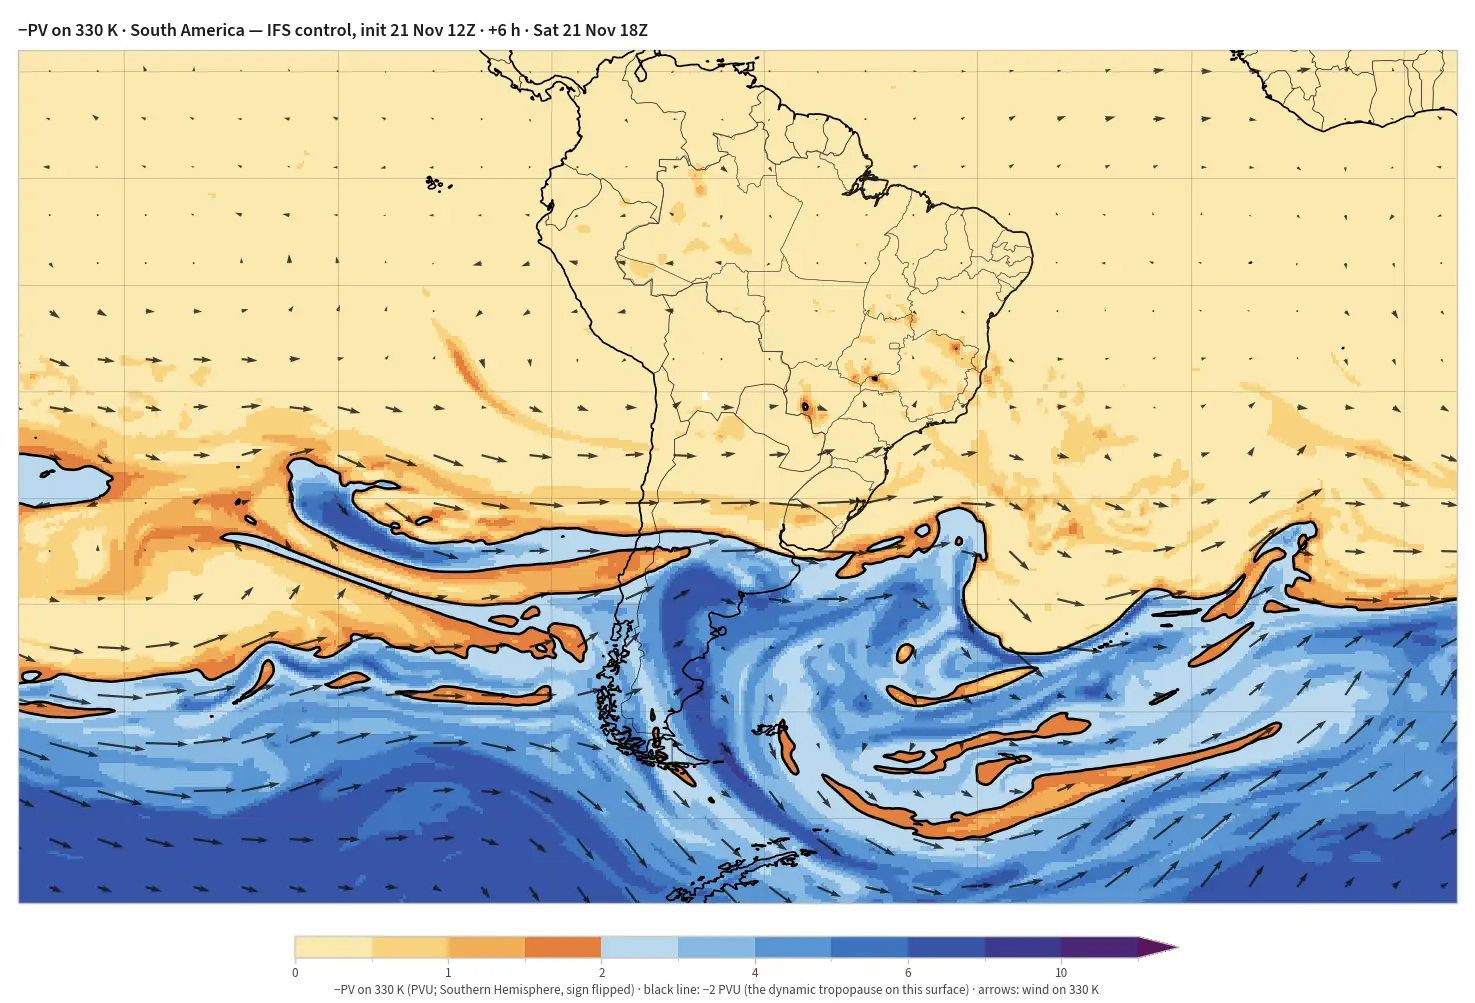 −PV on 330 K · South America — IFS control, init 21 Nov 12Z · +6 h · Sat 21 Nov 18Z
0 1 2 4 6 10
−PV on 330 K (PVU; Southern Hemisphere, sign flipped) · black line: −2 PVU (the dynamic tropopause on this surface) · arrows: wind on 330 K